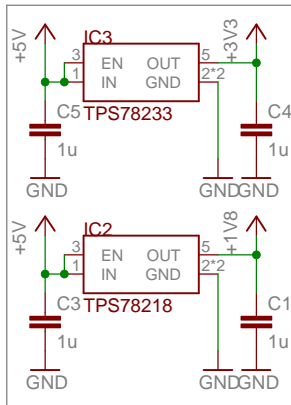 +5V
IC3
+3V3
3 EN OUT 5
1 IN GND 2*2
C5
TPS78233
C4
1u
1u
GND
GND
GND
+5V
IC2
+1V8
3 EN OUT 5
1 IN GND 2*2
C3
TPS78218
C1
1u
1u
GND
GND
GND